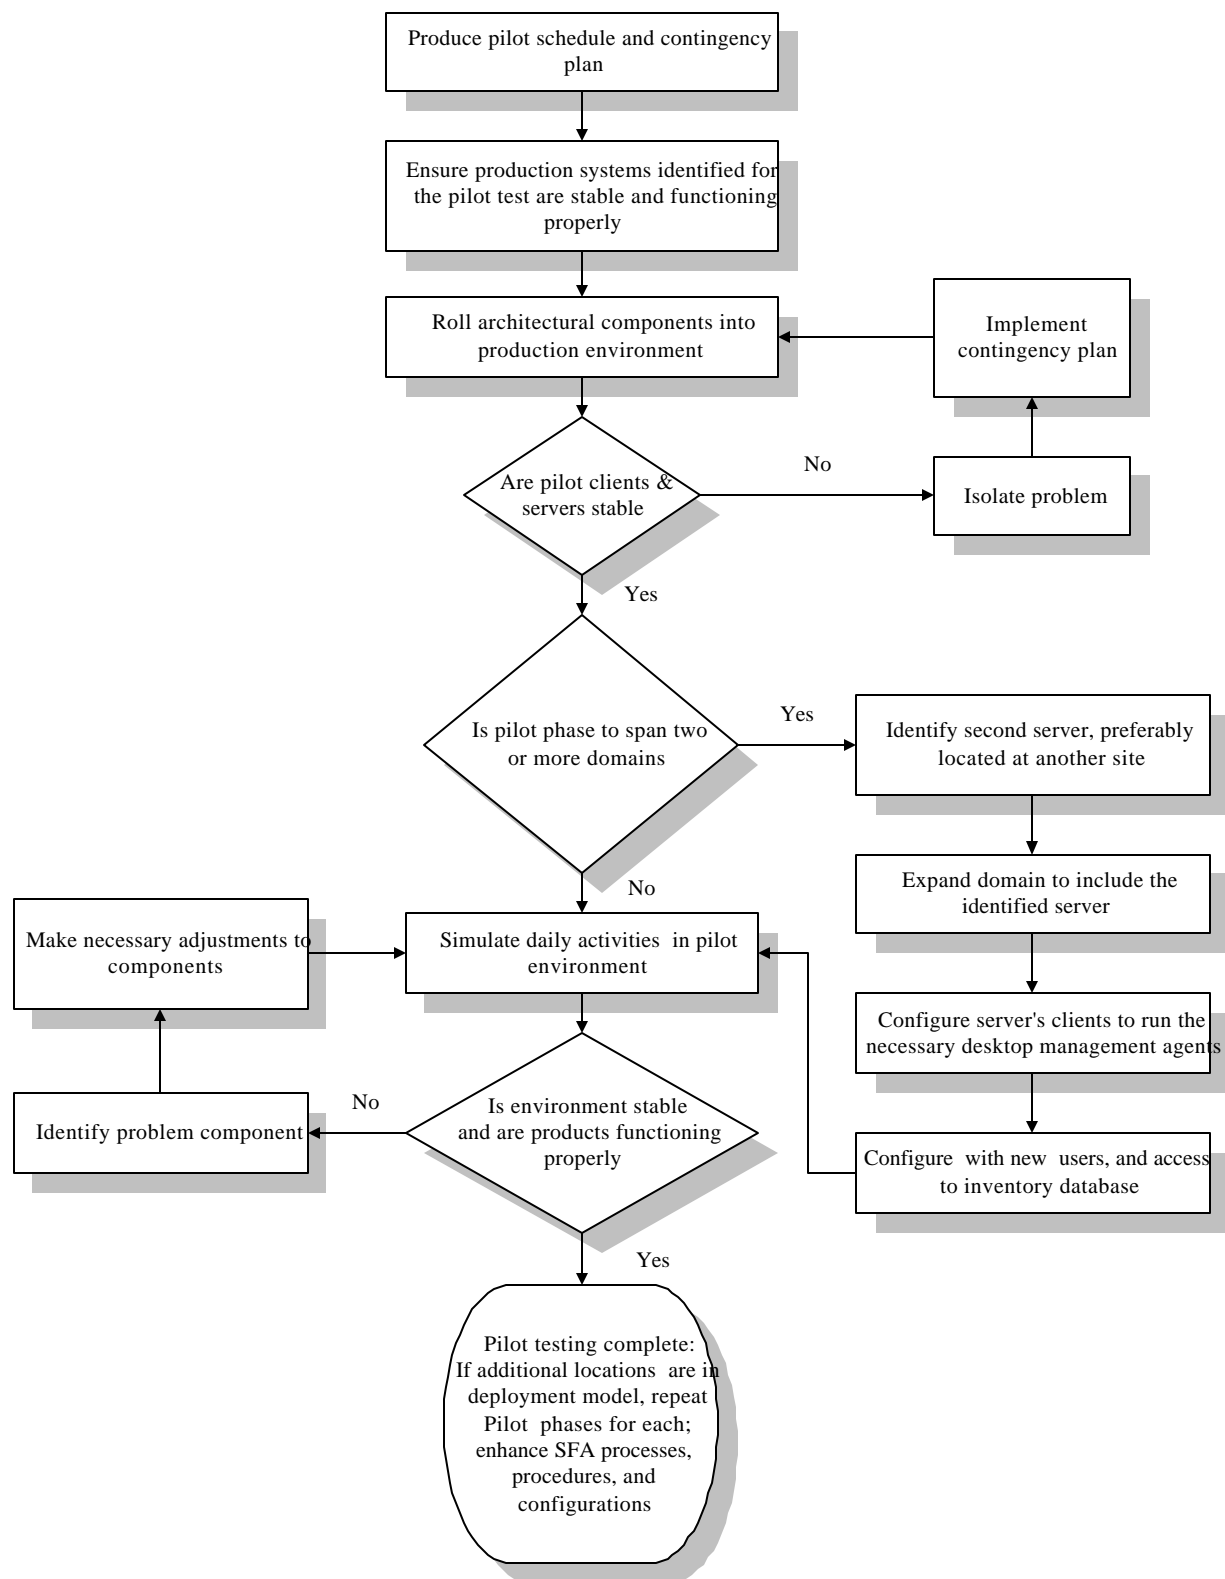 Produce pilot schedule and contingency
plan
Ensure production systems identified for
the pilot test are stable and functioning
properly
Roll architectural components into
production environment
Implement
contingency plan
Are pilot clients &
servers stable
No
Isolate problem
Yes
Is pilot phase to span two
or more domains
Yes
Identify second server, preferably
located at another site
Expand domain to include the
identified server
No
Make necessary adjustments to
components
Simulate daily activities in pilot
environment
Configure server's clients to run the
necessary desktop management agents
Identify problem component
No
Is environment stable
and are products functioning
properly
Configure with new users, and access
to inventory database
Yes
Pilot testing complete:
If additional locations are in
deployment model, repeat
Pilot phases for each;
enhance SFA processes,
procedures, and
configurations